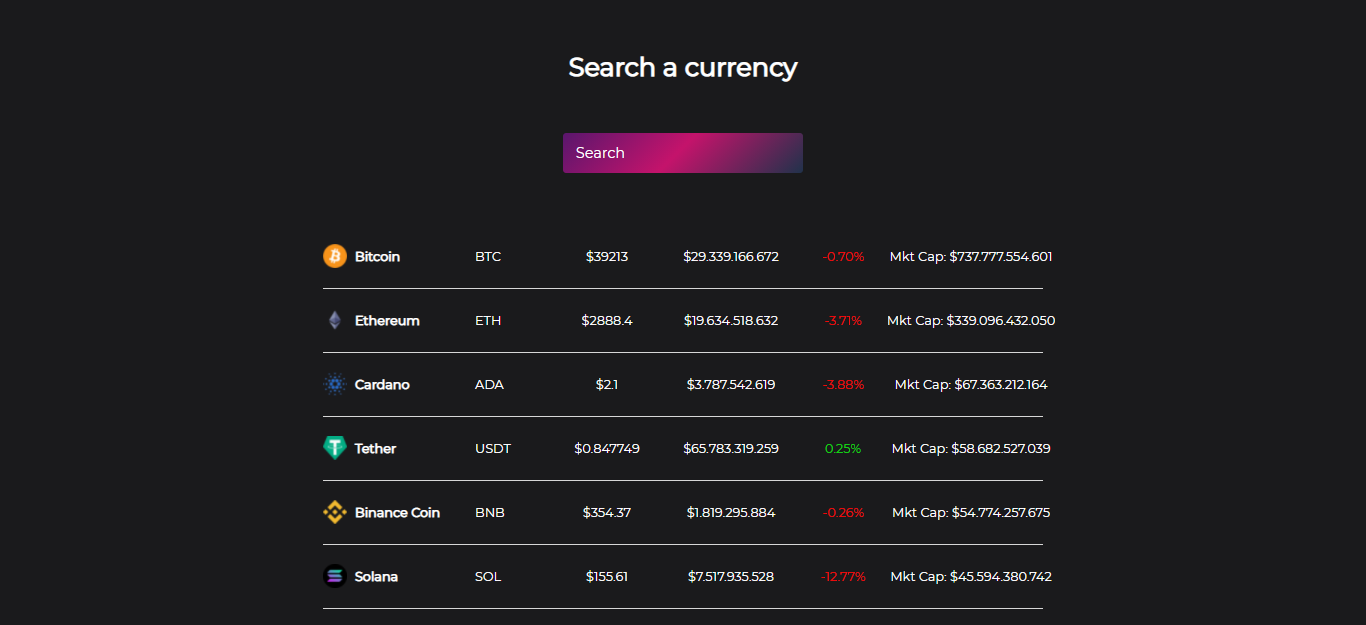 Search a currency
Search
Bitcoin BTC $39213 $29.339.166.672 -0.70% Mkt Cap: $737.777.554.601
Ethereum ETH $2888.4 $19.634.518.632 -3.71% Mkt Cap: $339.096.432.050
Cardano ADA $2.1 $3.787.542.619 -3.88% Mkt Cap: $67.363.212.164
Tether USDT $0.847749 $65.783.319.259 0.25% Mkt Cap: $58.682.527.039
Binance Coin BNB $354.37 $1.819.295.884 -0.26% Mkt Cap: $54.774.257.675
Solana SOL $155.61 $7.517.935.528 -12.77% Mkt Cap: $45.594.380.742